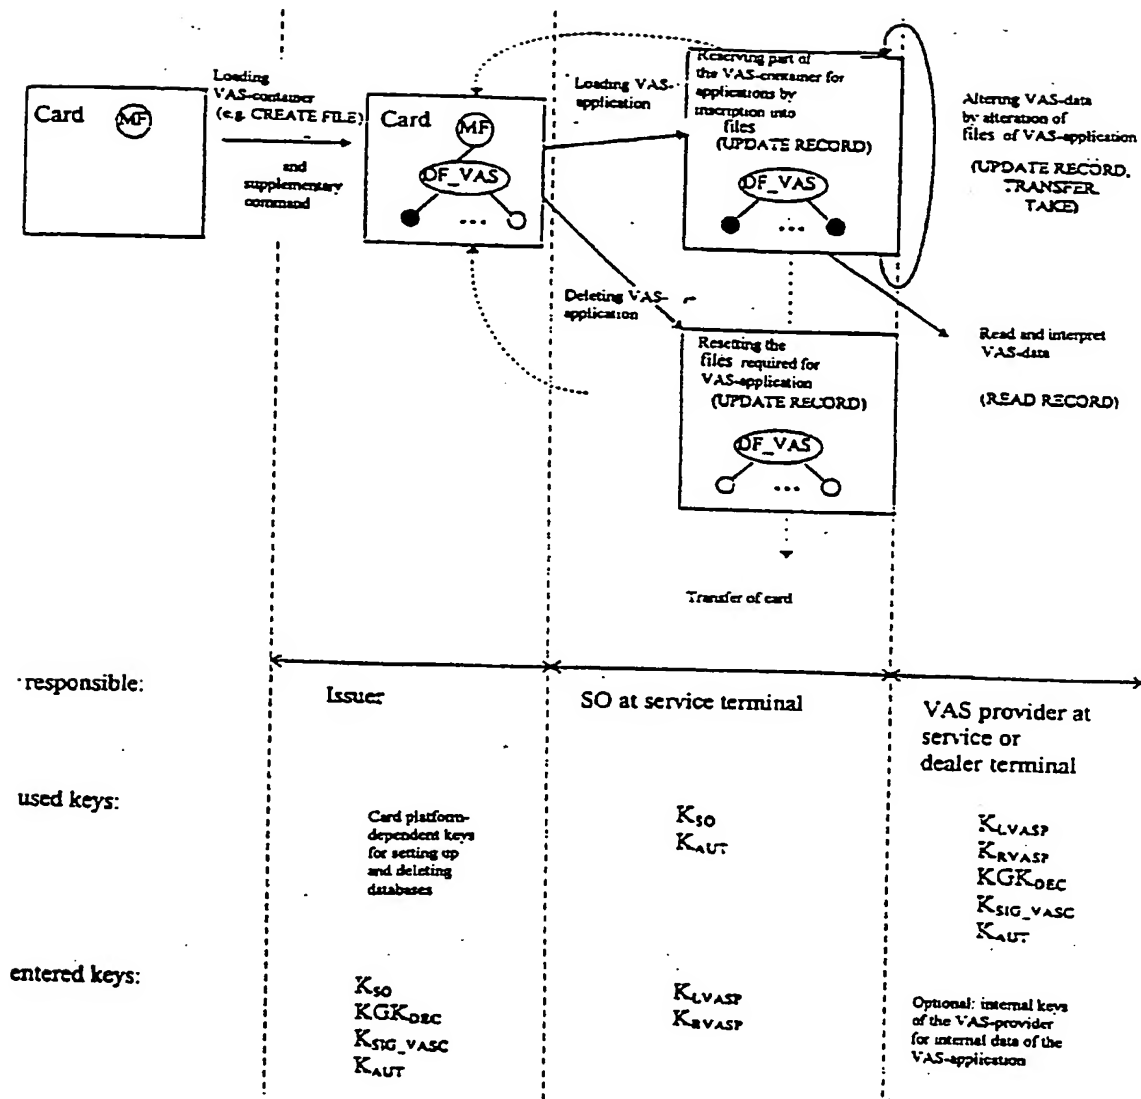 Loading
VAS-container
(e.g. CREATE FILE)
and
supplementary
command
Card
MF
Card
MF
DF_VAS
...
Loading VAS-
application
Reserving part of
the VAS-container for
applications by
inscription into
files
(UPDATE RECORD)
DF_VAS
...
Altering VAS-data
by alteration of
files of VAS-application
(UPDATE RECORD,
TRANSFER
TAKE)
Deleting VAS-
application
Resetting the
files required for
VAS-application
(UPDATE RECORD)
DF_VAS
...
Read and interpret
VAS-data
(READ RECORD)
Transfer of card
responsible:
Issuer
SO at service terminal
VAS provider at
service or
dealer terminal
used keys:
Card platform-
dependent keys
for setting up
and deleting
databases
KSO
KAUT
KLVASP
KRVASP
KGKDEC
KSIG_VASC
KAUT
entered keys:
KSO
KGKDEC
KSIG_VASC
KAUT
KLVASP
KRVASP
Optional: internal keys
of the VAS-provider
for internal data of the
VAS-application